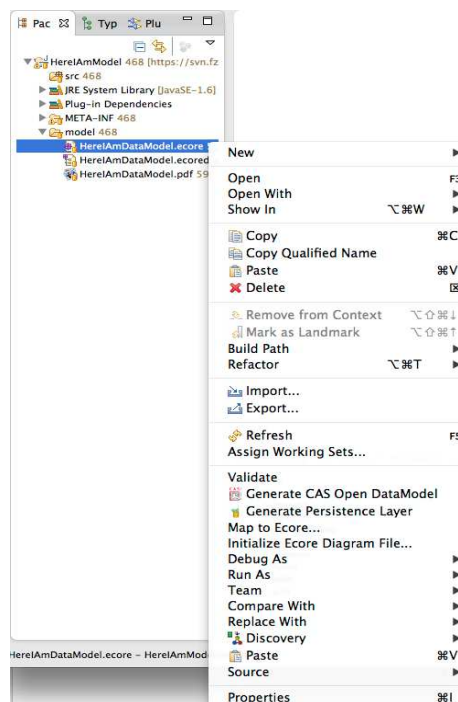 Pac Typ Plu
HereIAmModel 468 [https://svn.fz
src 468
JRE System Library [JavaSE-1.6]
Plug-in Dependencies
META-INF 468
model 468
HereIAmDataModel.ecore
HereIAmDataModel.ecored
HereIAmDataModel.pdf 59
New
Open F3
Open With
Show In ⌥⌘W
Copy ⌘C
Copy Qualified Name
Paste ⌘V
Delete ⌦
Remove from Context ⌥⇧⌘↓
Mark as Landmark ⌥⇧⌘↑
Build Path
Refactor ⌥⌘T
Import...
Export...
Refresh F5
Assign Working Sets...
Validate
Generate CAS Open DataModel
Generate Persistence Layer
Map to Ecore...
Initialize Ecore Diagram File...
Debug As
Run As
Team
Compare With
Replace With
Discovery
HereIAmDataModel.ecore – HereIAmMod
Paste ⌘V
Source
Properties ⌘I